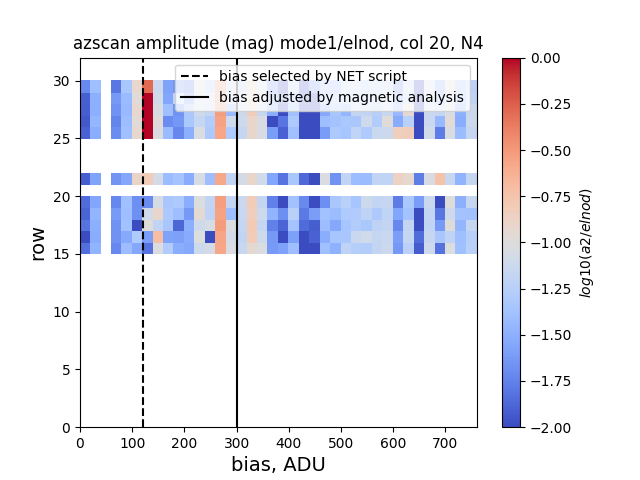 azscan amplitude (mag) mode1/elnod, col 20, N4
bias selected by NET script
bias adjusted by magnetic analysis
30
25
20
15
10
5
0
row
0 100 200 300 400 500 600 700
bias, ADU
0.00
−0.25
−0.50
−0.75
−1.00
−1.25
−1.50
−1.75
−2.00
log10(a2/elnod)